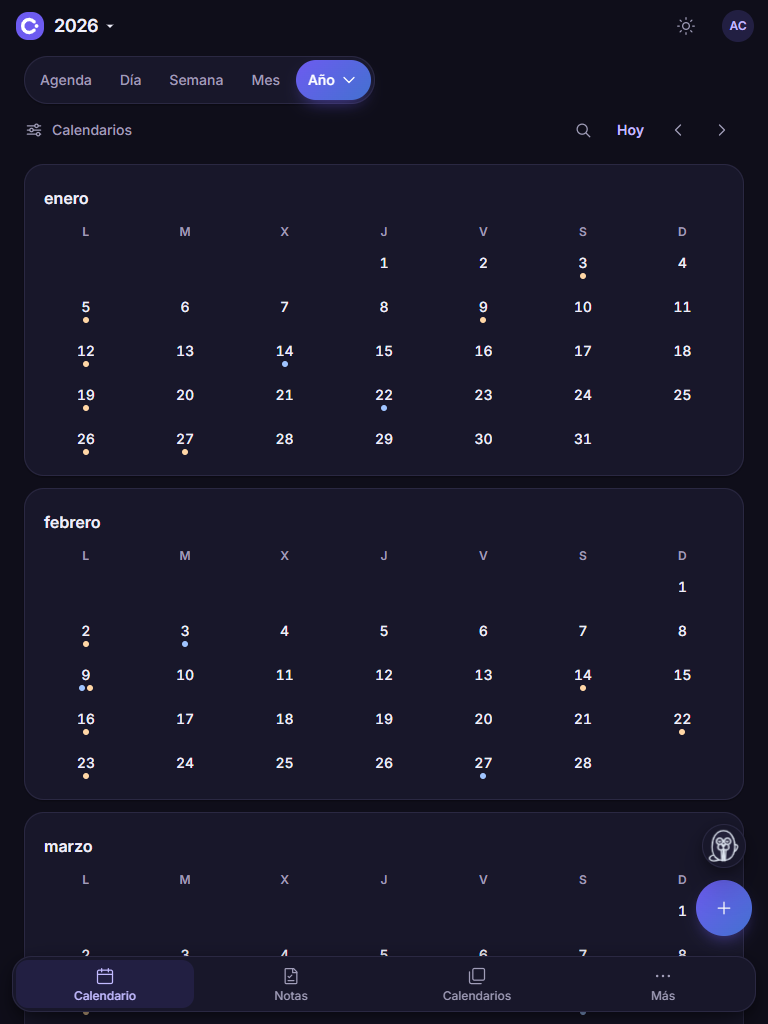 2026
AC
Agenda Día Semana Mes Año
Calendarios Hoy
enero
L M X J V S D
1 2 3 4
5 6 7 8 9 10 11
12 13 14 15 16 17 18
19 20 21 22 23 24 25
26 27 28 29 30 31
febrero
L M X J V S D
1
2 3 4 5 6 7 8
9 10 11 12 13 14 15
16 17 18 19 20 21 22
23 24 25 26 27 28
marzo
L M X J V S D
1
2 3 4 5 6 7 8
Calendario Notas Calendarios Más